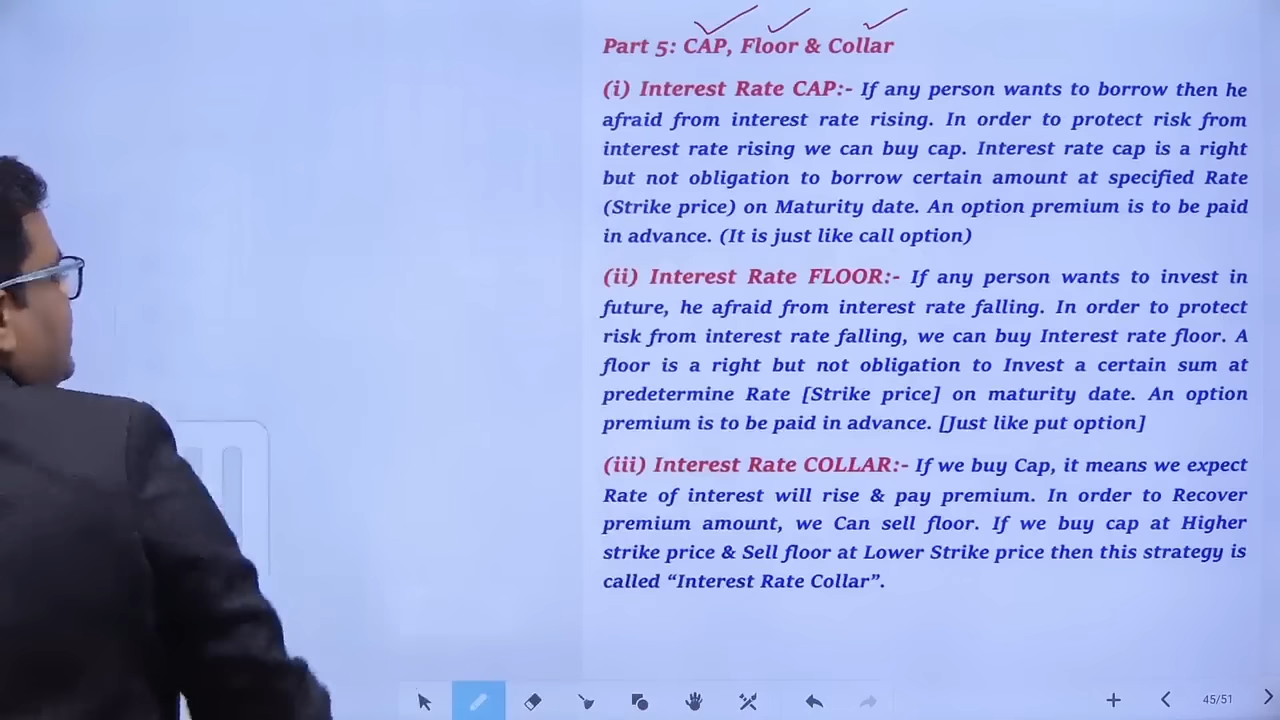 Part 5: CAP, Floor & Collar
(i) Interest Rate CAP:- If any person wants to borrow then he
afraid from interest rate rising. In order to protect risk from
interest rate rising we can buy cap. Interest rate cap is a right
but not obligation to borrow certain amount at specified Rate
(Strike price) on Maturity date. An option premium is to be paid
in advance. (It is just like call option)
(ii) Interest Rate FLOOR:- If any person wants to invest in
future, he afraid from interest rate falling. In order to protect
risk from interest rate falling, we can buy Interest rate floor. A
floor is a right but not obligation to Invest a certain sum at
predetermine Rate [Strike price] on maturity date. An option
premium is to be paid in advance. [Just like put option]
(iii) Interest Rate COLLAR:- If we buy Cap, it means we expect
Rate of interest will rise & pay premium. In order to Recover
premium amount, we Can sell floor. If we buy cap at Higher
strike price & Sell floor at Lower Strike price then this strategy is
called “Interest Rate Collar”.
45/51